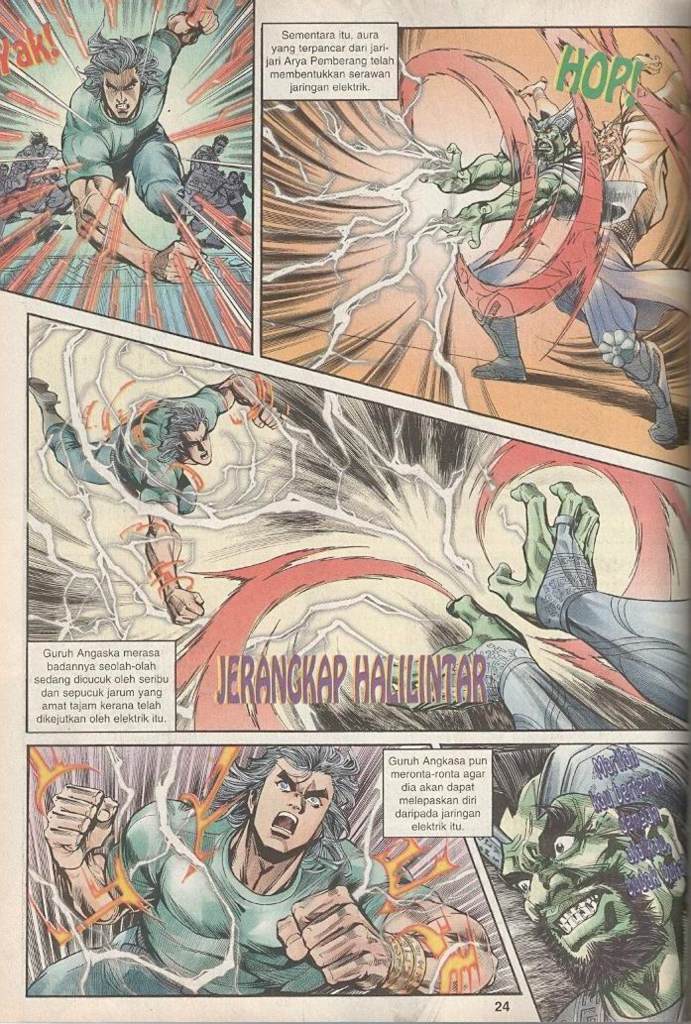 Yak!
Sementara itu, aura
yang terpancar dari jari-
jari Arya Pemberang telah
membentukkan serawan
jaringan elektrik.
HOP!
Guruh Angaska merasa
badannya seolah-olah
sedang dicucuk oleh seribu
dan sepucuk jarum yang
amat tajam kerana telah
dikejutkan oleh elektrik itu.
JERANGKAP HALILINTAR
Guruh Angkasa pun
meronta-ronta agar
dia akan dapat
melepaskan diri
daripada jaringan
elektrik itu.
24